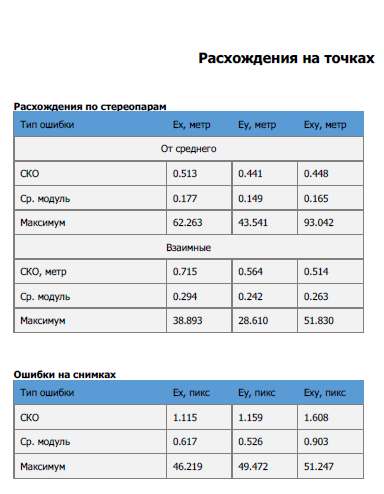 Расхождения на точках
Расхождения по стереопарам
Тип ошибки Ex, метр Ey, метр Exy, метр
От среднего
СКО 0.513 0.441 0.448
Ср. модуль 0.177 0.149 0.165
Максимум 62.263 43.541 93.042
Взаимные
СКО, метр 0.715 0.564 0.514
Ср. модуль 0.294 0.242 0.263
Максимум 38.893 28.610 51.830
Ошибки на снимках
Тип ошибки Ex, пикс Ey, пикс Exy, пикс
СКО 1.115 1.159 1.608
Ср. модуль 0.617 0.526 0.903
Максимум 46.219 49.472 51.247